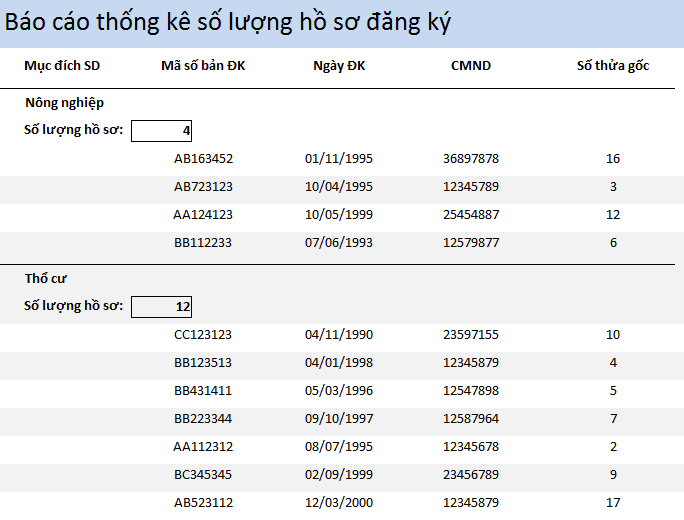 Báo cáo thống kê số lượng hồ sơ đăng ký
Mục đích SD Mã số bản ĐK Ngày ĐK CMND Số thửa gốc
Nông nghiệp
Số lượng hồ sơ: 4
AB163452 01/11/1995 36897878 16
AB723123 10/04/1995 12345789 3
AA124123 10/05/1999 25454887 12
BB112233 07/06/1993 12579877 6
Thổ cư
Số lượng hồ sơ: 12
CC123123 04/11/1990 23597155 10
BB123513 04/01/1998 12345879 4
BB431411 05/03/1996 12547898 5
BB223344 09/10/1997 12587964 7
AA112312 08/07/1995 12345678 2
BC345345 02/09/1999 23456789 9
AB523112 12/03/2000 12345879 17